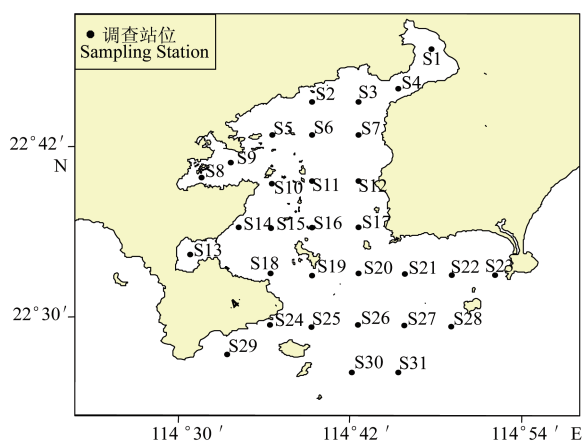 调查站位
Sampling Station
S1
S4
S2 S3
S5 S6 S7
22°42′
N
S9
S8
S10 S11 S12
S14 S15 S16 S17
S13
S18 S19 S20 S21 S22 S23
22°30′
S24 S25 S26 S27 S28
S29
S30 S31
114°30′ 114°42′ 114°54′ E